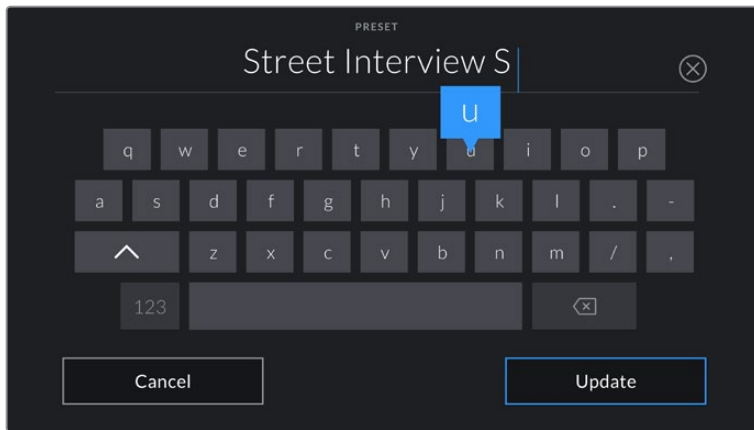 PRESET
Street Interview S
u
q w e r t y u i o p
a s d f g h j k l . -
z x c v b n m / ,
123
Cancel Update